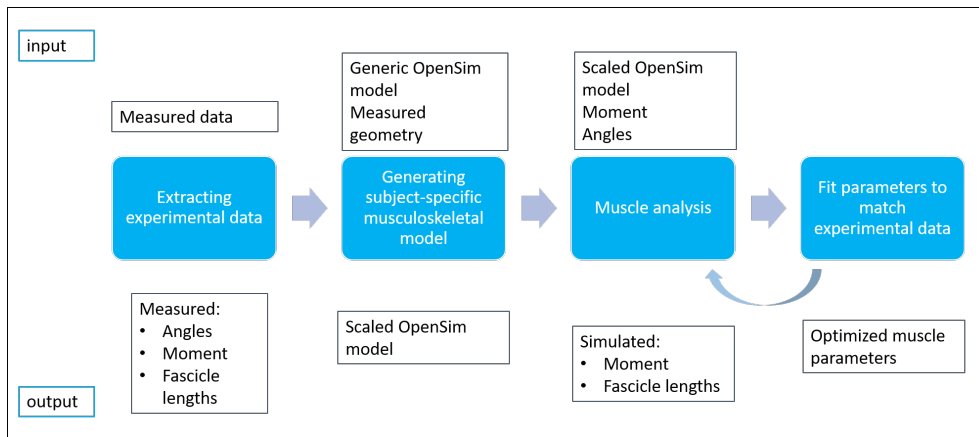 input
Measured data
Generic OpenSim
model
Measured
geometry
Scaled OpenSim
model
Moment
Angles
Extracting
experimental data
Generating
subject-specific
musculoskeletal
model
Muscle analysis
Fit parameters to
match
experimental data
Measured:
• Angles
• Moment
• Fascicle
lengths
Scaled OpenSim
model
Simulated:
• Moment
• Fascicle lengths
Optimized muscle
parameters
output